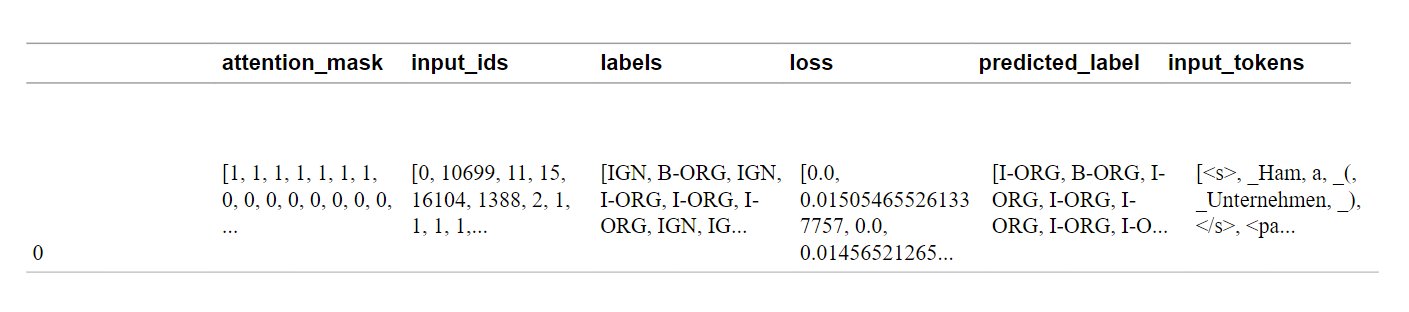 attention_mask input_ids labels loss predicted_label input_tokens
[1, 1, 1, 1, 1, 1, 1, [0, 10699, 11, 15, [IGN, B-ORG, IGN, [0.0, [I-ORG, B-ORG, I- [<s>, _Ham, a, _(,
0, 0, 0, 0, 0, 0, 0, 0, 16104, 1388, 2, 1, I-ORG, I-ORG, I- 0.01505465526133 ORG, I-ORG, I- _Unternehmen, _),
... 1, 1, 1,... ORG, IGN, IG... 7757, 0.0, ORG, I-ORG, I-O... </s>, <pa...
0 0.01456521265...